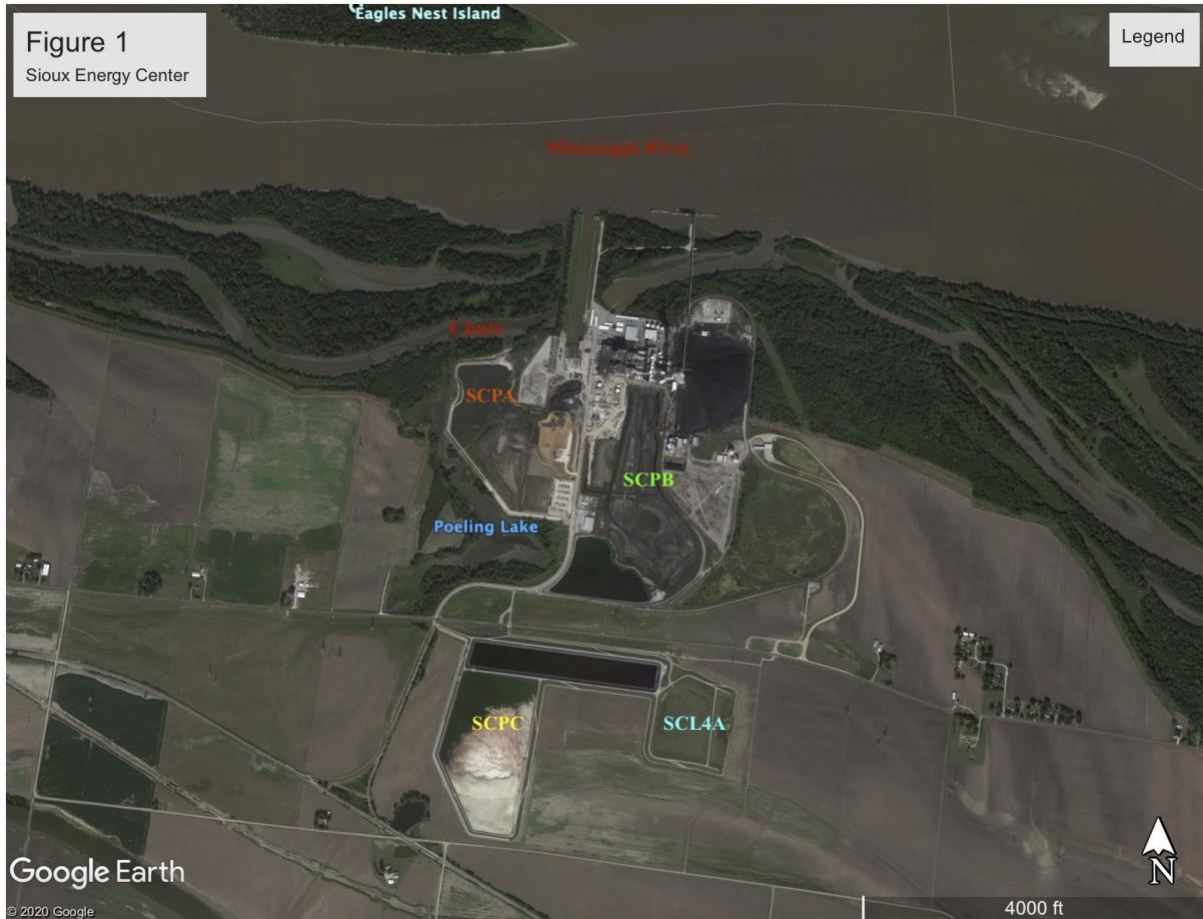 Eagles Nest Island
Figure 1
Sioux Energy Center
Legend
Mississippi River
Chute
SCPA
SCPB
Poeling Lake
SCPC
SCL4A
Google Earth
N
© 2020 Google
4000 ft